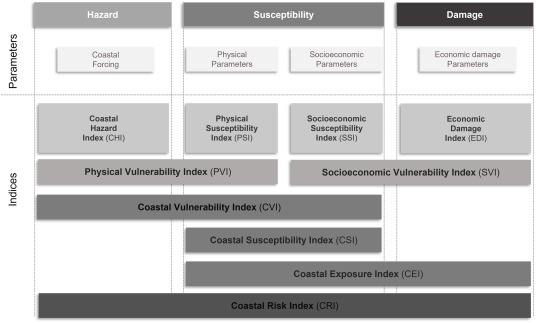 Hazard
Susceptibility
Damage
Parameters
Coastal
Forcing
Physical
Parameters
Socioeconomic
Parameters
Economic damage
Parameters
Indices
Coastal
Hazard
Index (CHI)
Physical
Susceptibility
Index (PSI)
Socioeconomic
Susceptibility
Index (SSI)
Economic
Damage
Index (EDI)
Physical Vulnerability Index (PVI)
Socioeconomic Vulnerability Index (SVI)
Coastal Vulnerability Index (CVI)
Coastal Susceptibility Index (CSI)
Coastal Exposure Index (CEI)
Coastal Risk Index (CRI)